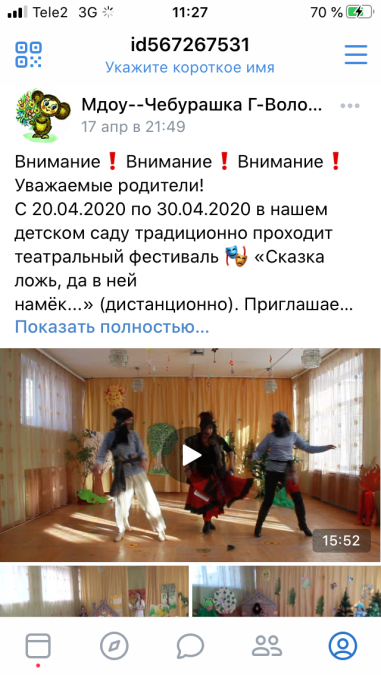 Tele2 3G 11:27 70 %
id567267531
Укажите короткое имя
Мдоу--Чебурашка Г-Воло...
17 апр в 21:49
Внимание❗Внимание❗Внимание❗
Уважаемые родители!
С 20.04.2020 по 30.04.2020 в нашем
детском саду традиционно проходит
театральный фестиваль 🎭 «Сказка
ложь, да в ней
намёк...» (дистанционно). Приглашае...
Показать полностью...
15:52